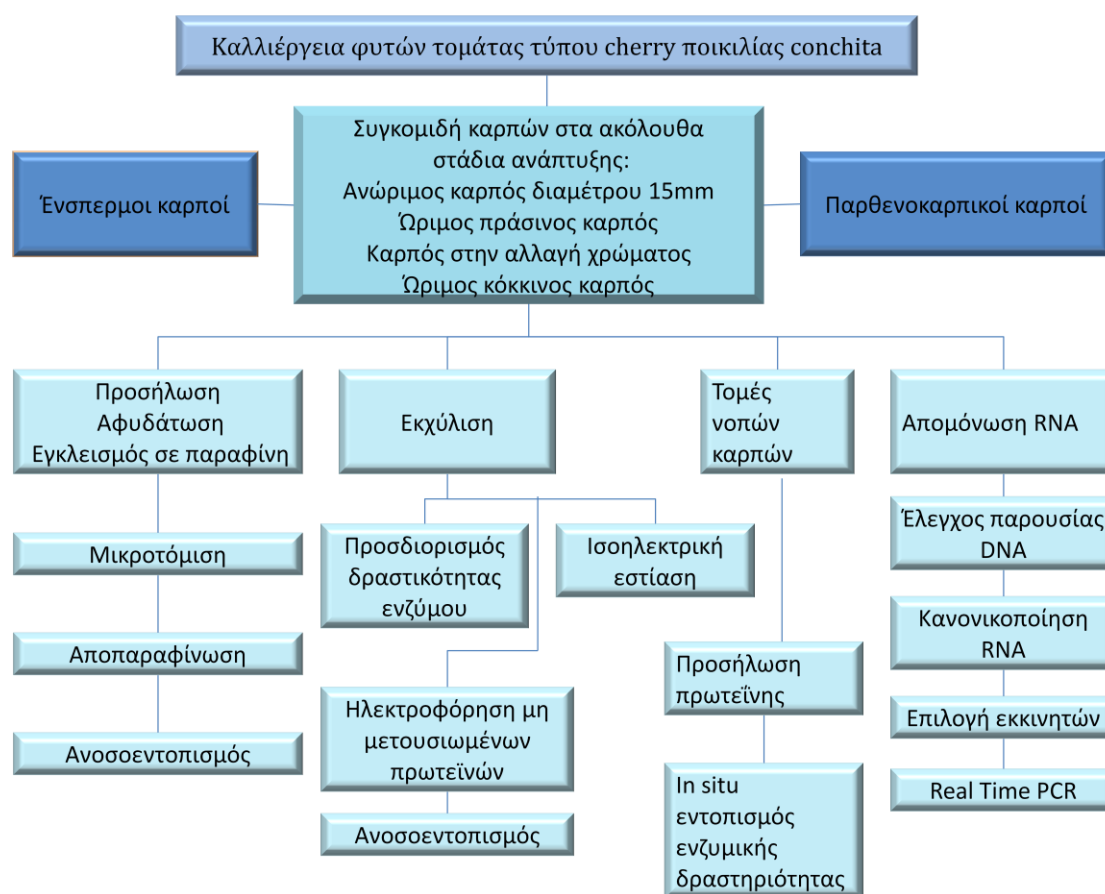 Καλλιέργεια φυτών τομάτας τύπου cherry ποικιλίας conchita
Συγκομιδή καρπών στα ακόλουθα
στάδια ανάπτυξης:
Ανώριμος καρπός διαμέτρου 15mm
Ώριμος πράσινος καρπός
Καρπός στην αλλαγή χρώματος
Ώριμος κόκκινος καρπός
Ένσπερμοι καρποί
Παρθενοκαρπικοί καρποί
Προσήλωση
Αφυδάτωση
Εγκλεισμός σε παραφίνη
Μικροτόμιση
Αποπαραφίνωση
Ανοσοεντοπισμός
Εκχύλιση
Προσδιορισμός
δραστικότητας
ενζύμου
Ισοηλεκτρική
εστίαση
Ηλεκτροφόρηση μη
μετουσιωμένων
πρωτεϊνών
Ανοσοεντοπισμός
Τομές
νοπών
καρπών
Προσήλωση
πρωτεΐνης
In situ
εντοπισμός
ενζυμικής
δραστηριότητας
Απομόνωση RNA
Έλεγχος παρουσίας
DNA
Κανονικοποίηση
RNA
Επιλογή εκκινητών
Real Time PCR